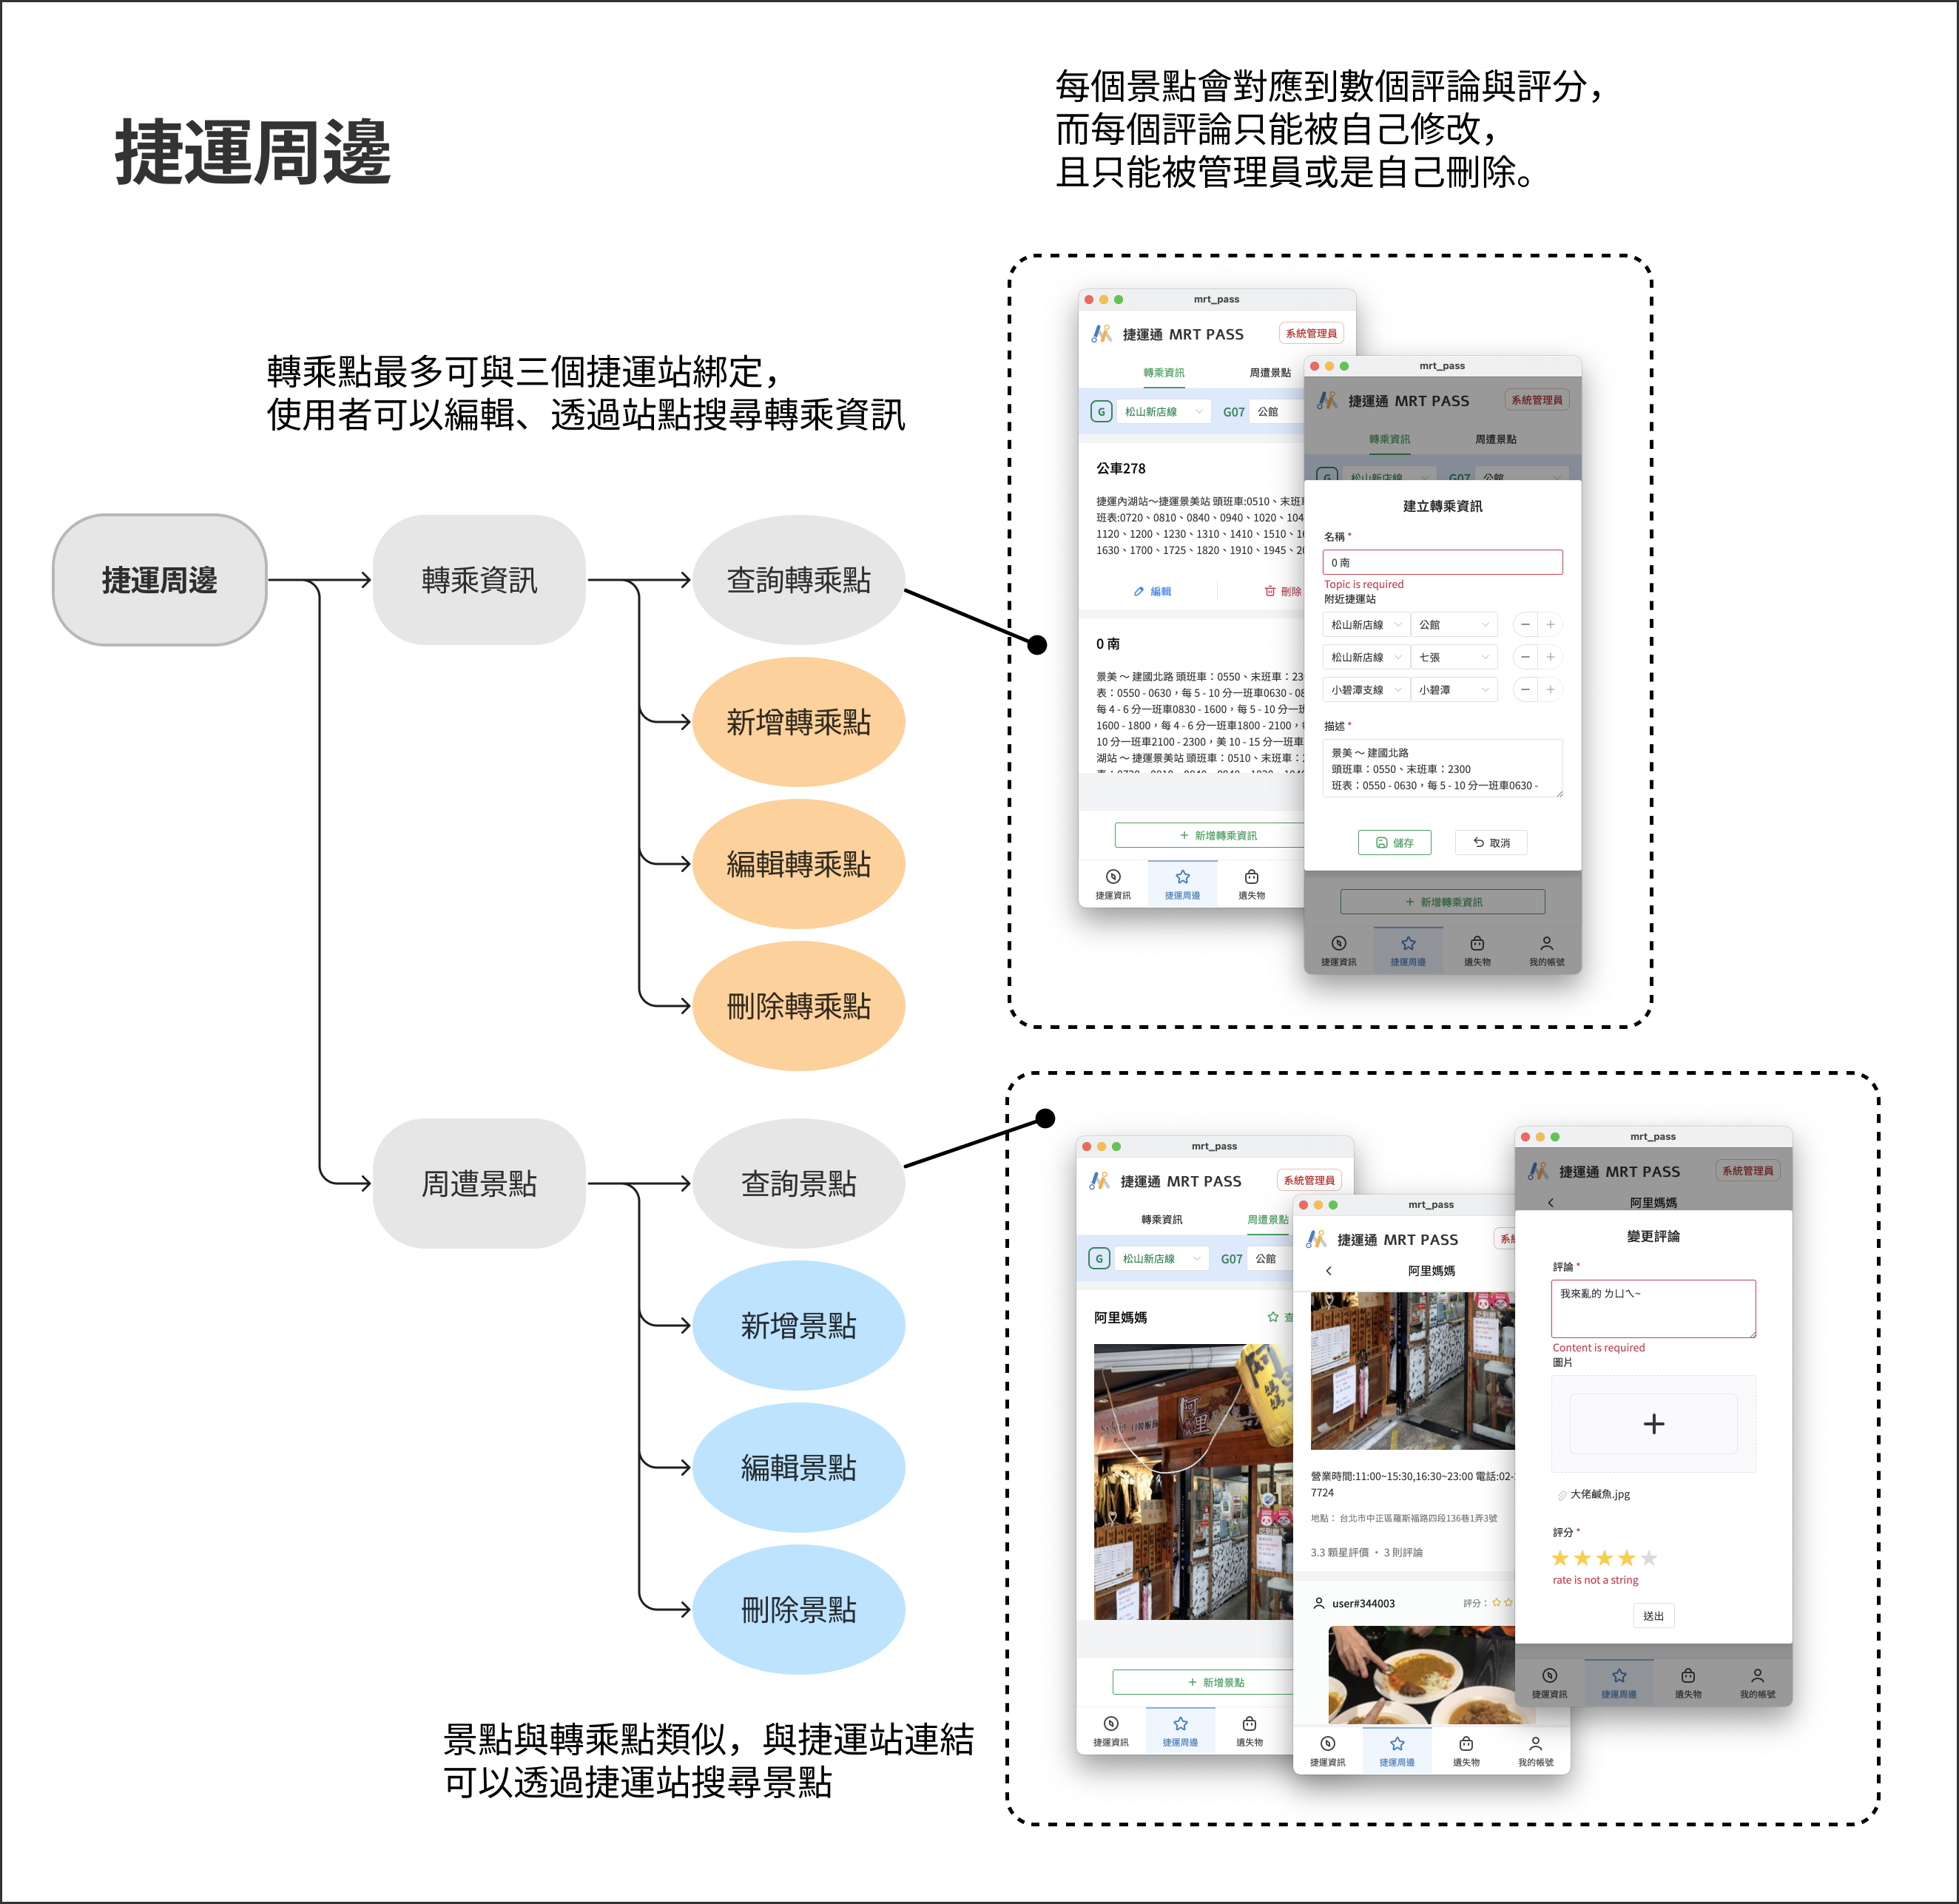 捷運周邊
每個景點會對應到數個評論與評分，
而每個評論只能被自己修改，
且只能被管理員或是自己刪除。
轉乘點最多可與三個捷運站綁定，
使用者可以編輯、透過站點搜尋轉乘資訊
捷運周邊
轉乘資訊
查詢轉乘點
新增轉乘點
編輯轉乘點
刪除轉乘點
周遭景點
查詢景點
新增景點
編輯景點
刪除景點
景點與轉乘點類似，與捷運站連結
可以透過捷運站搜尋景點
mrt_pass
捷運通 MRT PASS
系統管理員
轉乘資訊
周遭景點
G
松山新店線
G07
公館
公車278
捷運內湖站～捷運景美站 頭班車:0510、末班
班表:0720、0810、0840、0940、1020、104
1120、1200、1230、1310、1410、1510、1
1630、1700、1725、1820、1910、1945、2
編輯
刪除
0 南
景美 ～ 建國北路 頭班車：0550、末班車：23
表：0550 - 0630，每 5 - 10 分一班車0630 - 08
每 4 - 6 分一班車0830 - 1600，每 5 - 10 分一
1600 - 1800，每 4 - 6 分一班車1800 - 2100，
10 分一班車2100 - 2300，美 10 - 15 分一班車
湖站 ～ 捷運景美站 頭班車：0510、末班車：
+ 新增轉乘資訊
捷運資訊
捷運周邊
遺失物
mrt_pass
捷運通 MRT PASS
系統管理員
轉乘資訊
周遭景點
G
松山新店線
G07
公館
建立轉乘資訊
名稱 *
0 南
Topic is required
附近捷運站
松山新店線
公館
松山新店線
七張
小碧潭支線
小碧潭
描述 *
景美 ～ 建國北路
頭班車：0550、末班車：2300
班表：0550 - 0630，每 5 - 10 分一班車0630 -
儲存
取消
+ 新增轉乘資訊
捷運資訊
捷運周邊
遺失物
我的帳號
mrt_pass
捷運通 MRT PASS
系統管理員
轉乘資訊
周遭景點
G
松山新店線
G07
公館
阿里媽媽
阿里
+ 新增景點
捷運資訊
捷運周邊
遺失物
mrt_pass
捷運通 MRT PASS
阿里媽媽
營業時間:11:00~15:30,16:30~23:00 電話:02-
7724
地點： 台北市中正區羅斯福路四段136巷1弄3號
3.3 顆星評價 • 3 則評論
user#344003
評分：
捷運資訊
捷運周邊
遺失物
我的帳號
mrt_pass
捷運通 MRT PASS
系統管理員
阿里媽媽
變更評論
評論 *
我來亂的 ㄌㄩㄟ~
Content is required
圖片
大佬鹹魚.jpg
評分 *
rate is not a string
送出
捷運資訊
捷運周邊
遺失物
我的帳號